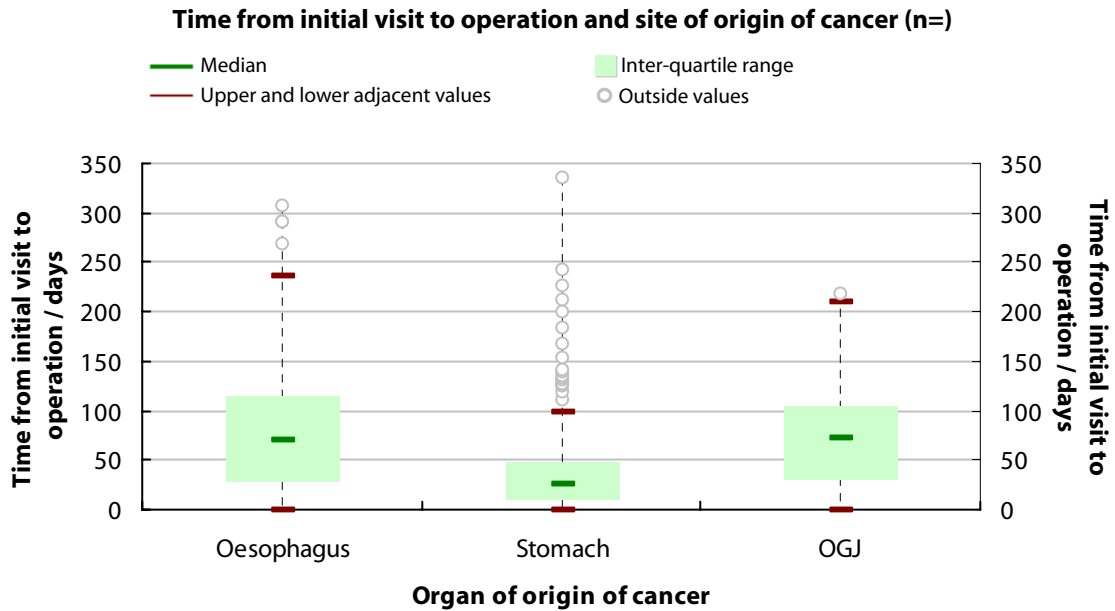 Time from initial visit to operation and site of origin of cancer (n=)
Median
Inter-quartile range
Upper and lower adjacent values
Outside values
Time from initial visit to
operation / days
350
300
250
200
150
100
50
0
350
300
250
200
150
100
50
0
Time from initial visit to
operation / days
Oesophagus
Stomach
OGJ
Organ of origin of cancer